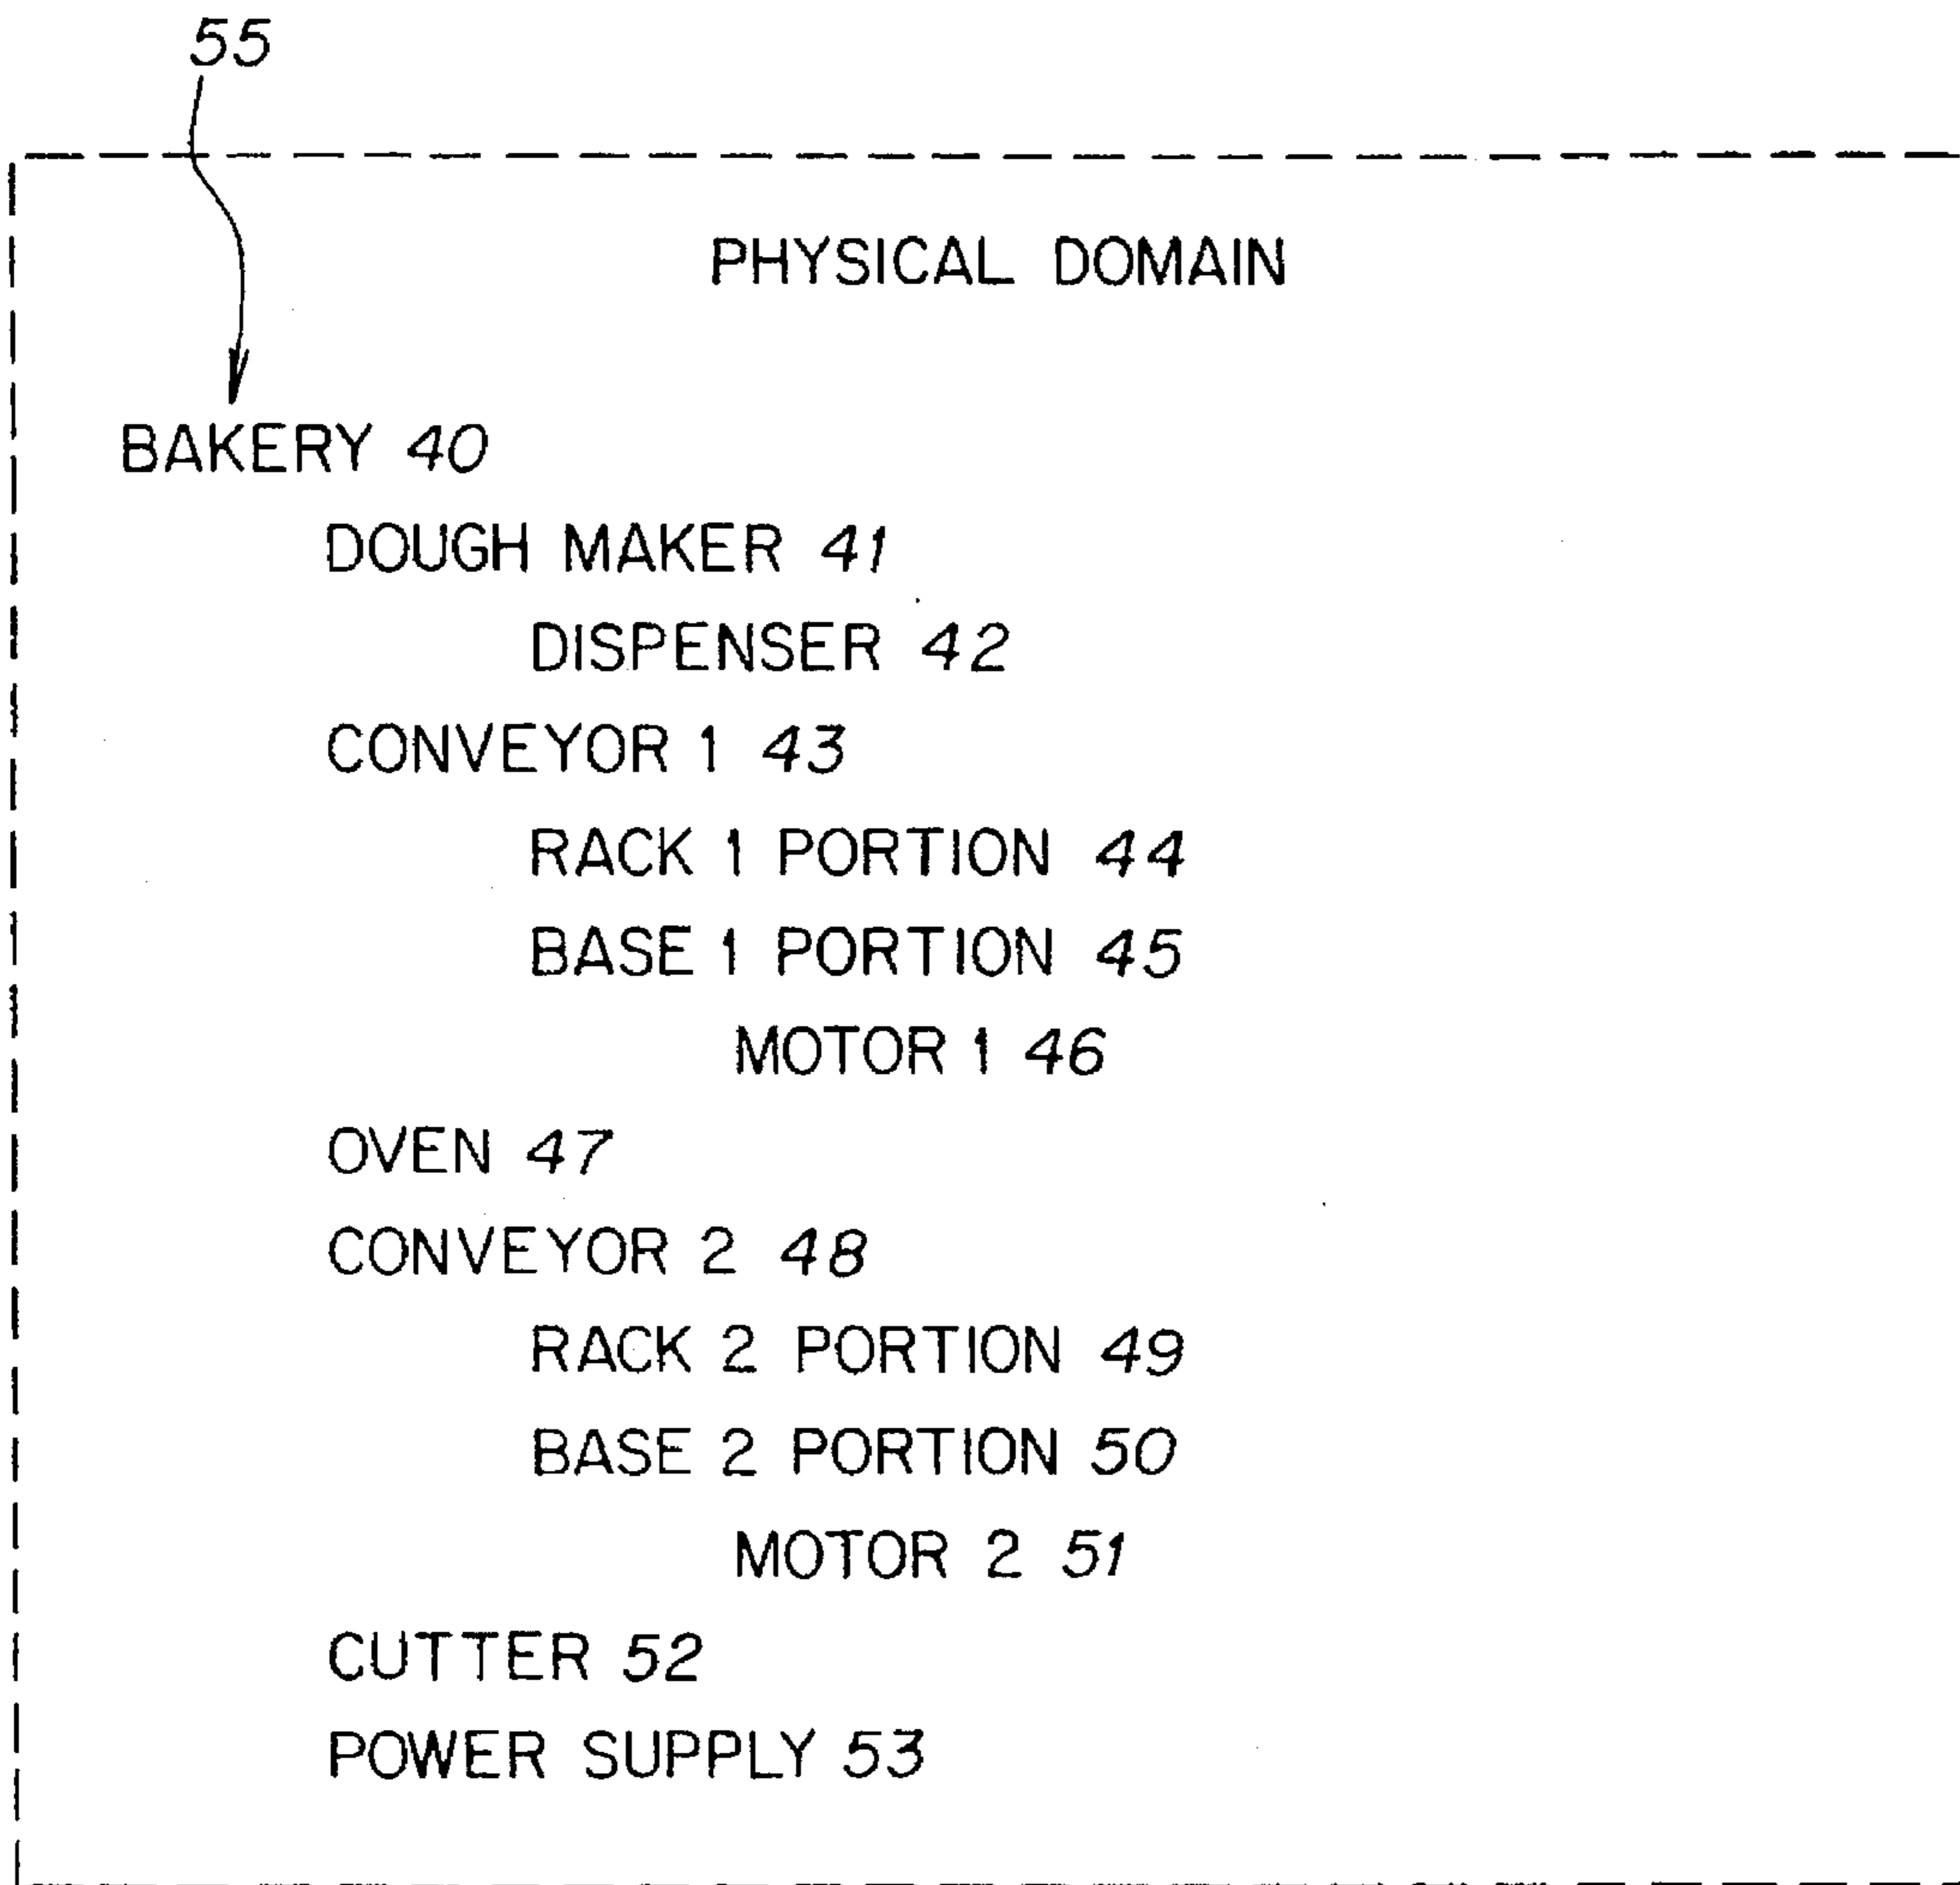 55
PHYSICAL DOMAIN
BAKERY 40
DOUGH MAKER 41
DISPENSER 42
CONVEYOR 1 43
RACK 1 PORTION 44
BASE 1 PORTION 45
MOTOR 1 46
OVEN 47
CONVEYOR 2 48
RACK 2 PORTION 49
BASE 2 PORTION 50
MOTOR 2 51
CUTTER 52
POWER SUPPLY 53